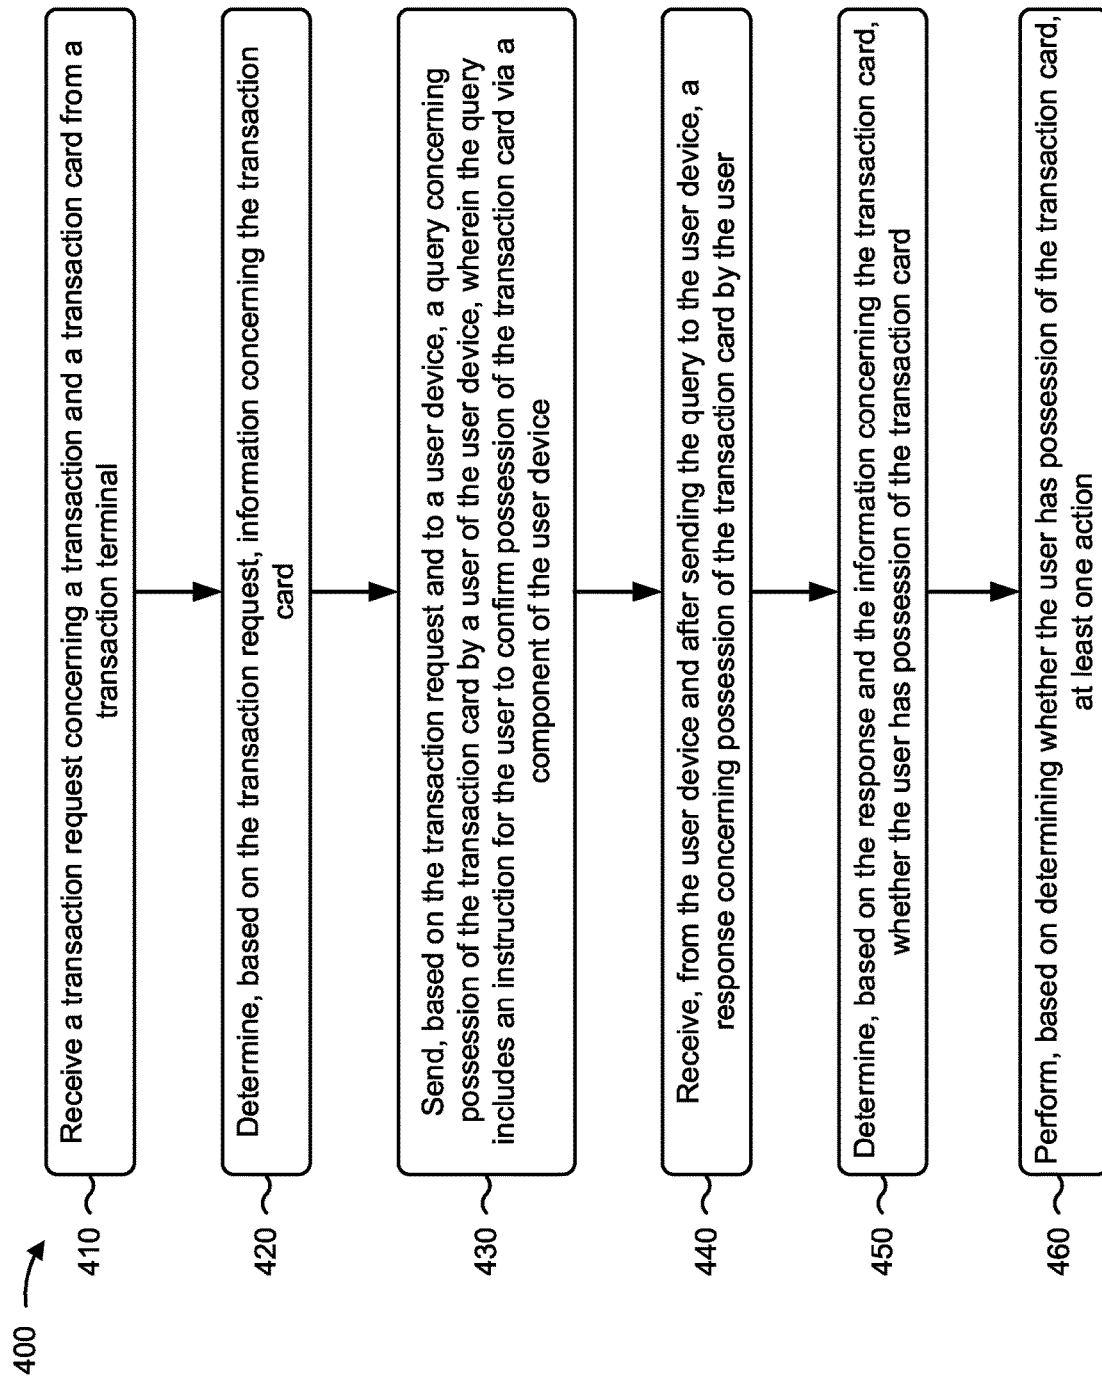 400
410
Receive a transaction request concerning a transaction and a transaction card from a
transaction terminal
420
Determine, based on the transaction request, information concerning the transaction
card
430
Send, based on the transaction request and to a user device, a query concerning
possession of the transaction card by a user of the user device, wherein the query
includes an instruction for the user to confirm possession of the transaction card via a
component of the user device
440
Receive, from the user device and after sending the query to the user device, a
response concerning possession of the transaction card by the user
450
Determine, based on the response and the information concerning the transaction card,
whether the user has possession of the transaction card
460
Perform, based on determining whether the user has possession of the transaction card,
at least one action